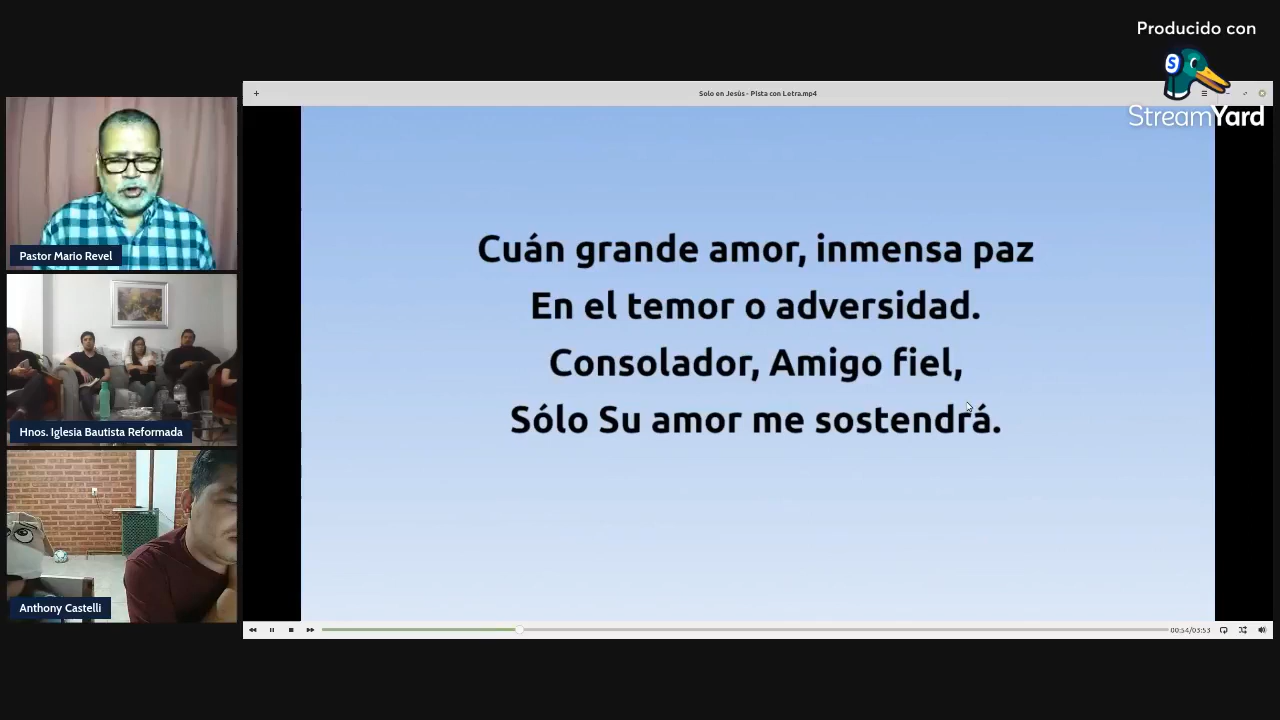 Producido con
StreamYard
Solo en Jesús - Pista con Letra.mp4
Pastor Mario Revel
Hnos. Iglesia Bautista Reformada
Anthony Castelli
Cuán grande amor, inmensa paz
En el temor o adversidad.
Consolador, Amigo fiel,
Sólo Su amor me sostendrá.
00:54/03:53